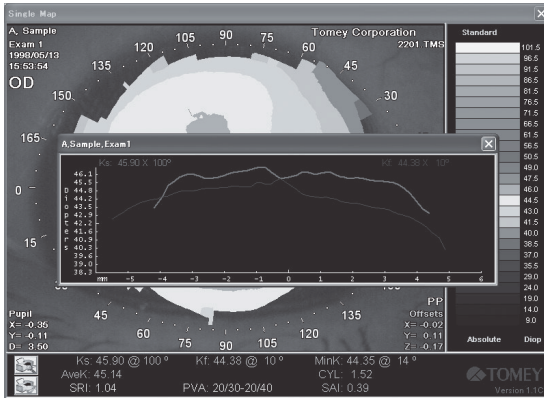 Single Map
A, Sample
Exam 1
1998/05/13
15:53:54
OD
Tomey Corporation
2201.TMS
105 90 75
120 60
135 45
150 30
165
0
15
A,Sample,Exam1
Ks: 45.90 X 100° Kf: 44.38 X 10°
Diopters
46.1
45.5
44.8
44.2
43.5
42.9
42.2
41.6
40.9
40.3
39.6
39.0
38.3
mm -5 -4 -3 -2 -1 0 1 2 3 4 5 6
45 60 75 90 105 120 135
Pupil
X= -0.35
Y= -0.11
D= 3.50
PP
Offsets
X= -0.02
Y= -0.11
Z= -0.17
Standard
101.5
96.5
91.5
86.5
81.5
76.5
71.5
66.5
61.5
56.5
50.5
49.0
47.5
46.0
44.5
43.0
41.5
40.0
38.5
37.0
35.5
29.0
24.0
19.0
14.0
9.0
Absolute Diop
Ks: 45.90 @ 100 ° Kf: 44.38 @ 10 ° MinK: 44.35 @ 14 °
AveK: 45.14 CYL: 1.52
SRI: 1.04 PVA: 20/30-20/40 SAI: 0.39
TOMEY
Version 1.1C